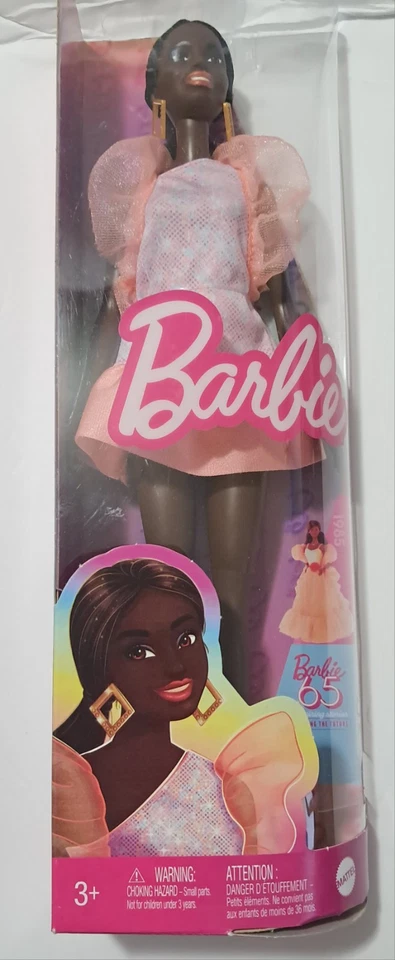 Barbie
1985
Barbie
65
3+
WARNING:
CHOKING HAZARD – Small parts.
Not for children under 3 years.
ATTENTION :
DANGER D'ÉTOUFFEMENT –
Petits éléments. Ne convient pas
aux enfants de moins de 36 mois.
MATTEL